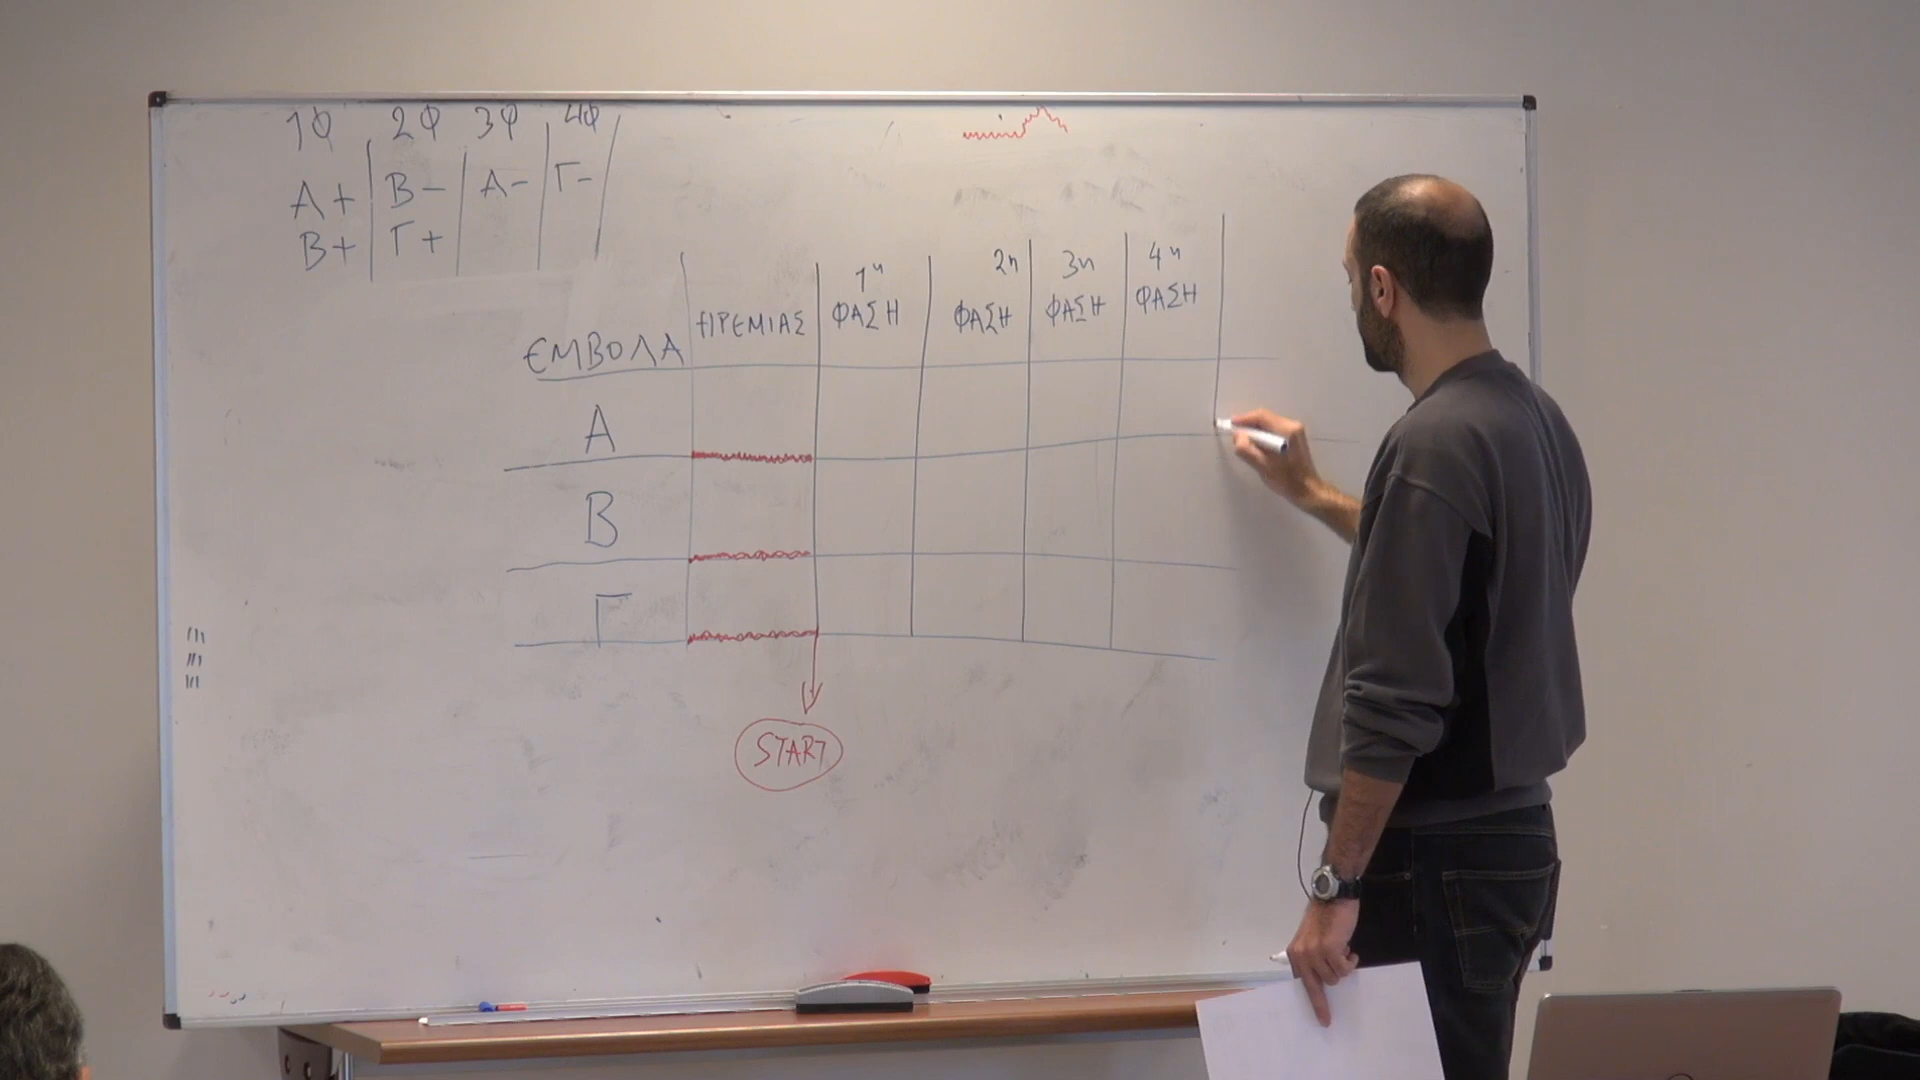 1Φ 2Φ 3Φ 4Φ
Α+ Β- Α- Γ-
Β+ Γ+
1η 2η 3η 4η
ΕΜΒΟΛΑ ΗΡΕΜΙΑΣ ΦΑΣΗ ΦΑΣΗ ΦΑΣΗ ΦΑΣΗ
Α
Β
Γ
START